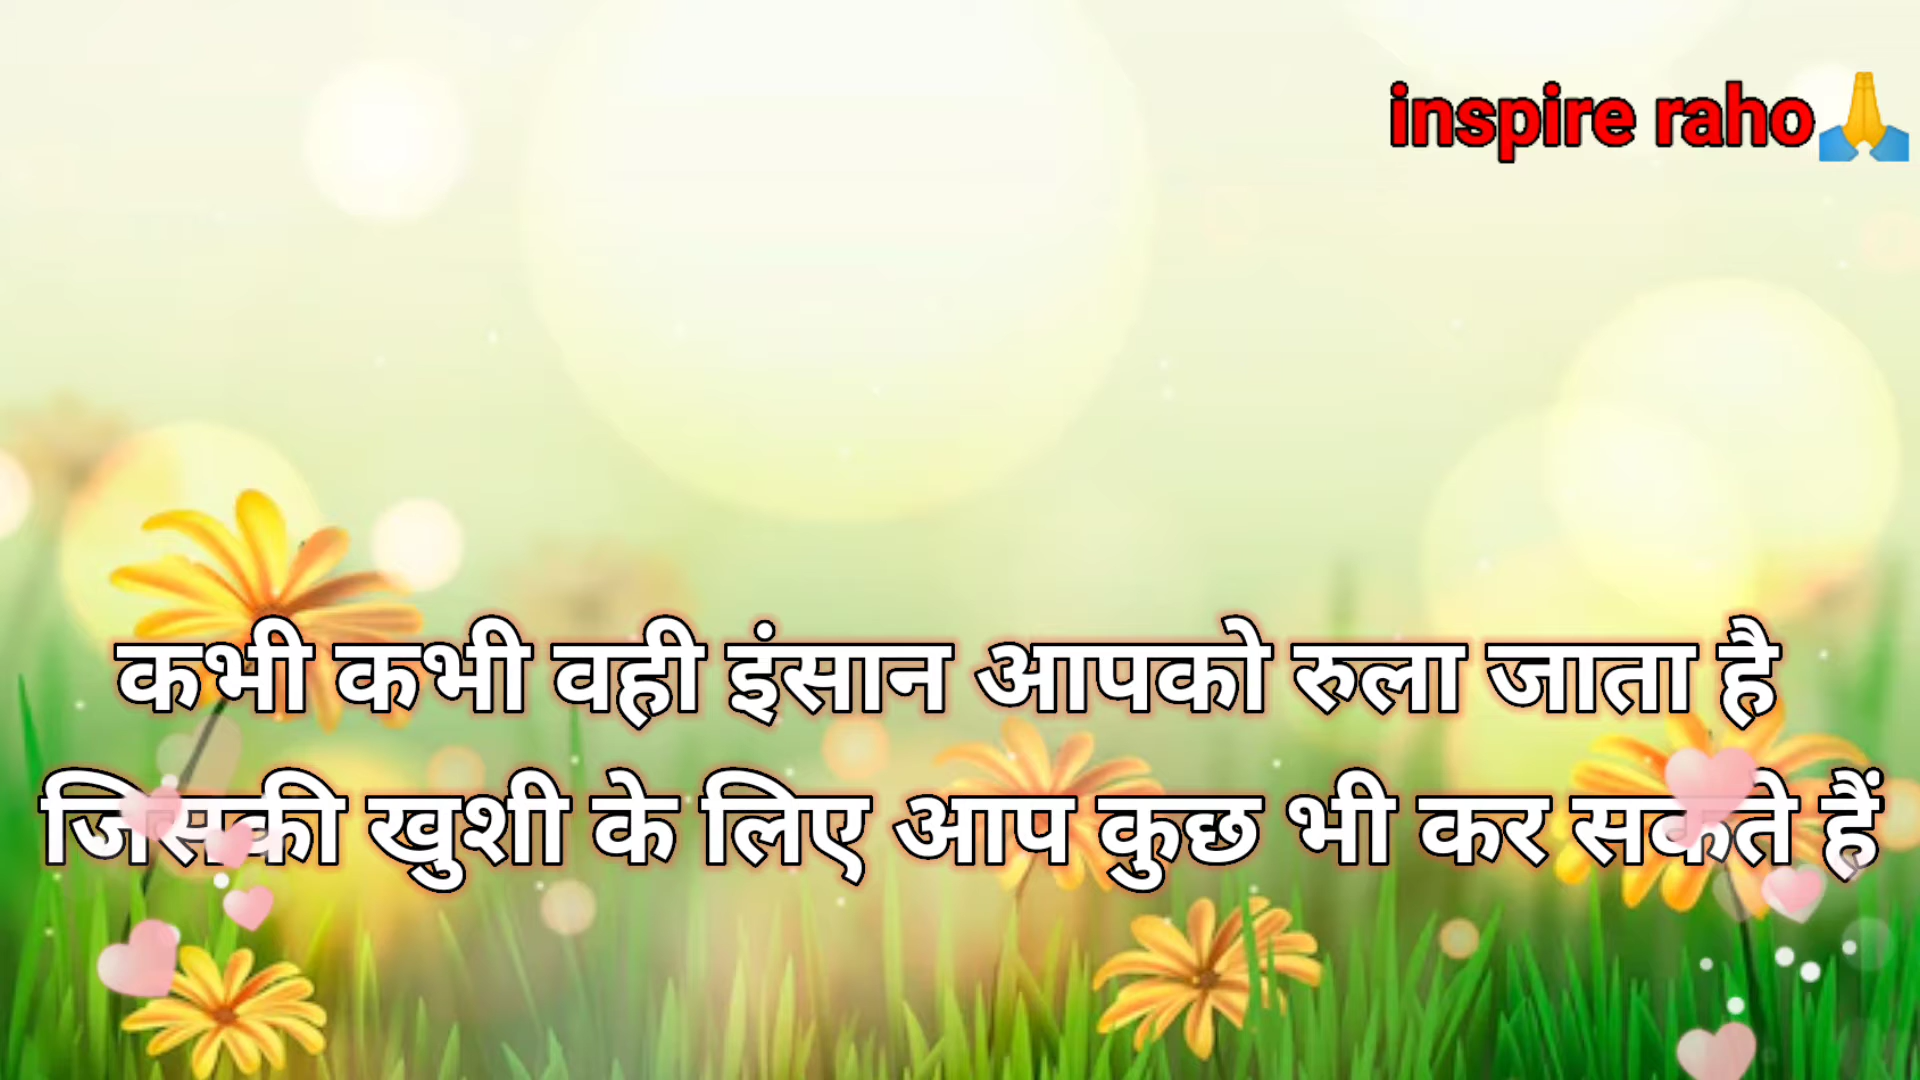 inspire raho🙏
कभी कभी वही इंसान आपको रुला जाता है
जिसकी खुशी के लिए आप कुछ भी कर सकते हैं